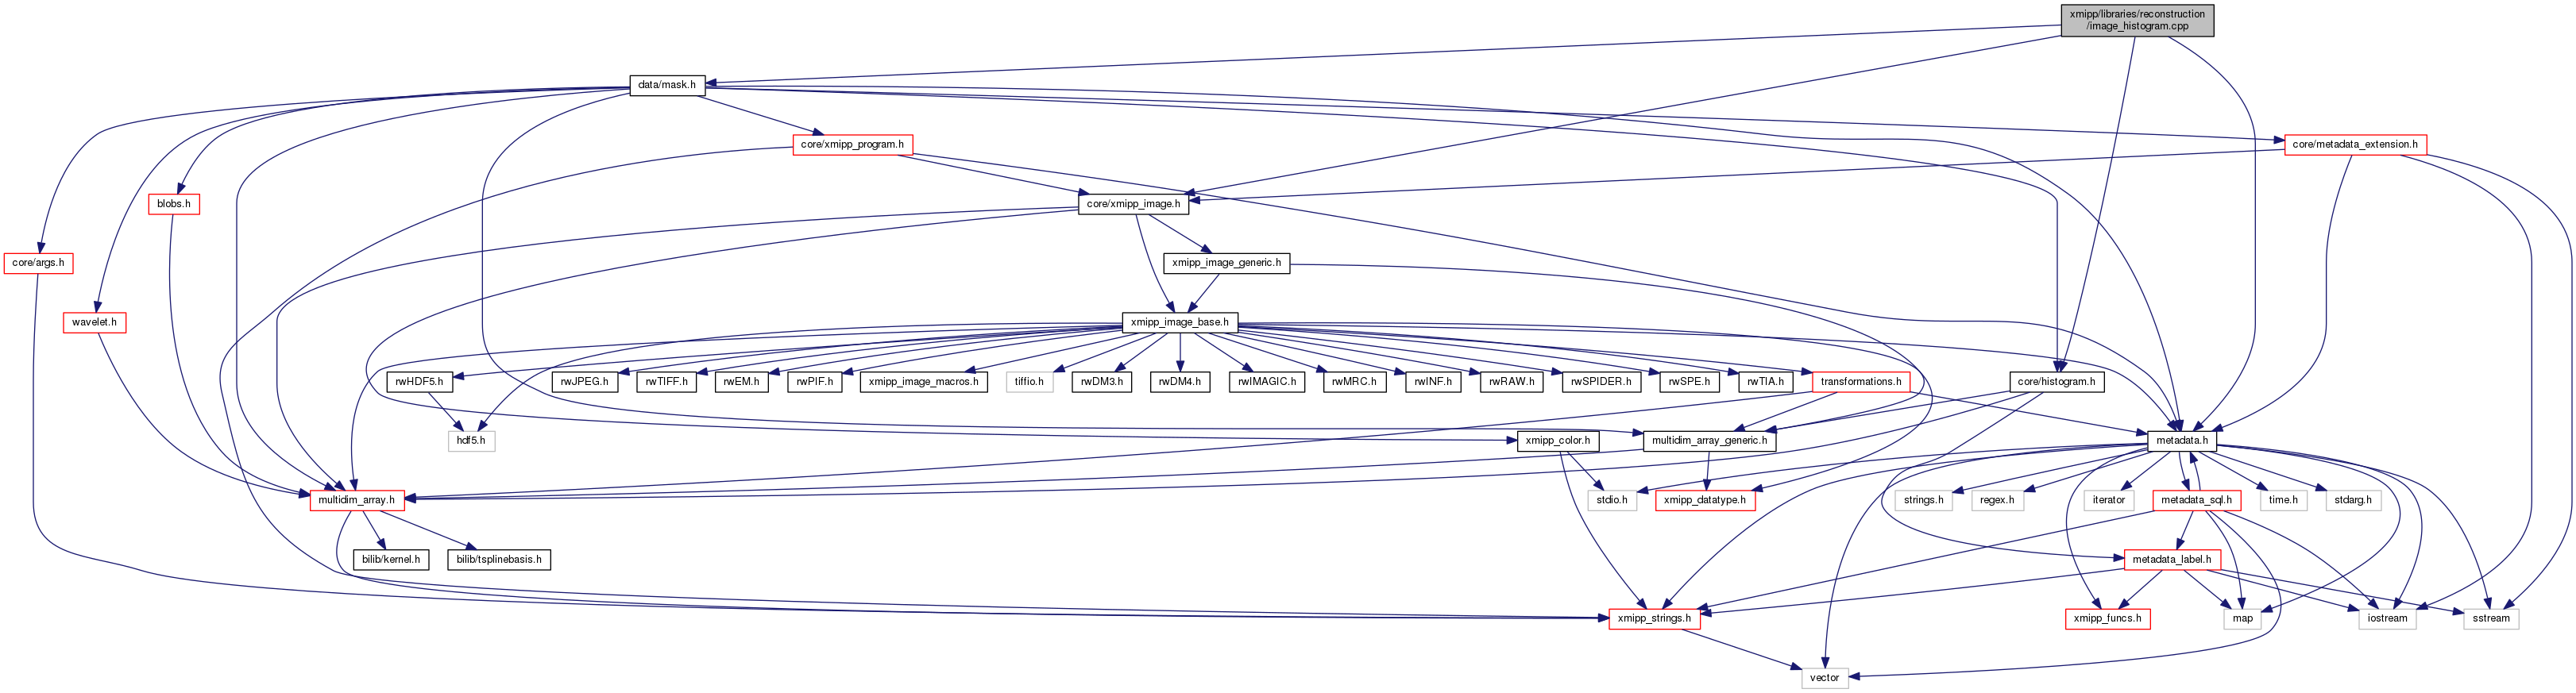 xmipp/libraries/reconstruction
/image_histogram.cpp
data/mask.h
core/xmipp_program.h
core/metadata_extension.h
blobs.h
core/xmipp_image.h
core/args.h
xmipp_image_generic.h
wavelet.h
xmipp_image_base.h
rwHDF5.h
rwJPEG.h
rwTIFF.h
rwEM.h
rwPIF.h
xmipp_image_macros.h
tiffio.h
rwDM3.h
rwDM4.h
rwIMAGIC.h
rwMRC.h
rwINF.h
rwRAW.h
rwSPIDER.h
rwSPE.h
rwTIA.h
transformations.h
core/histogram.h
hdf5.h
xmipp_color.h
multidim_array_generic.h
metadata.h
multidim_array.h
stdio.h
xmipp_datatype.h
strings.h
regex.h
iterator
metadata_sql.h
time.h
stdarg.h
bilib/kernel.h
bilib/tsplinebasis.h
metadata_label.h
xmipp_strings.h
xmipp_funcs.h
map
iostream
sstream
vector